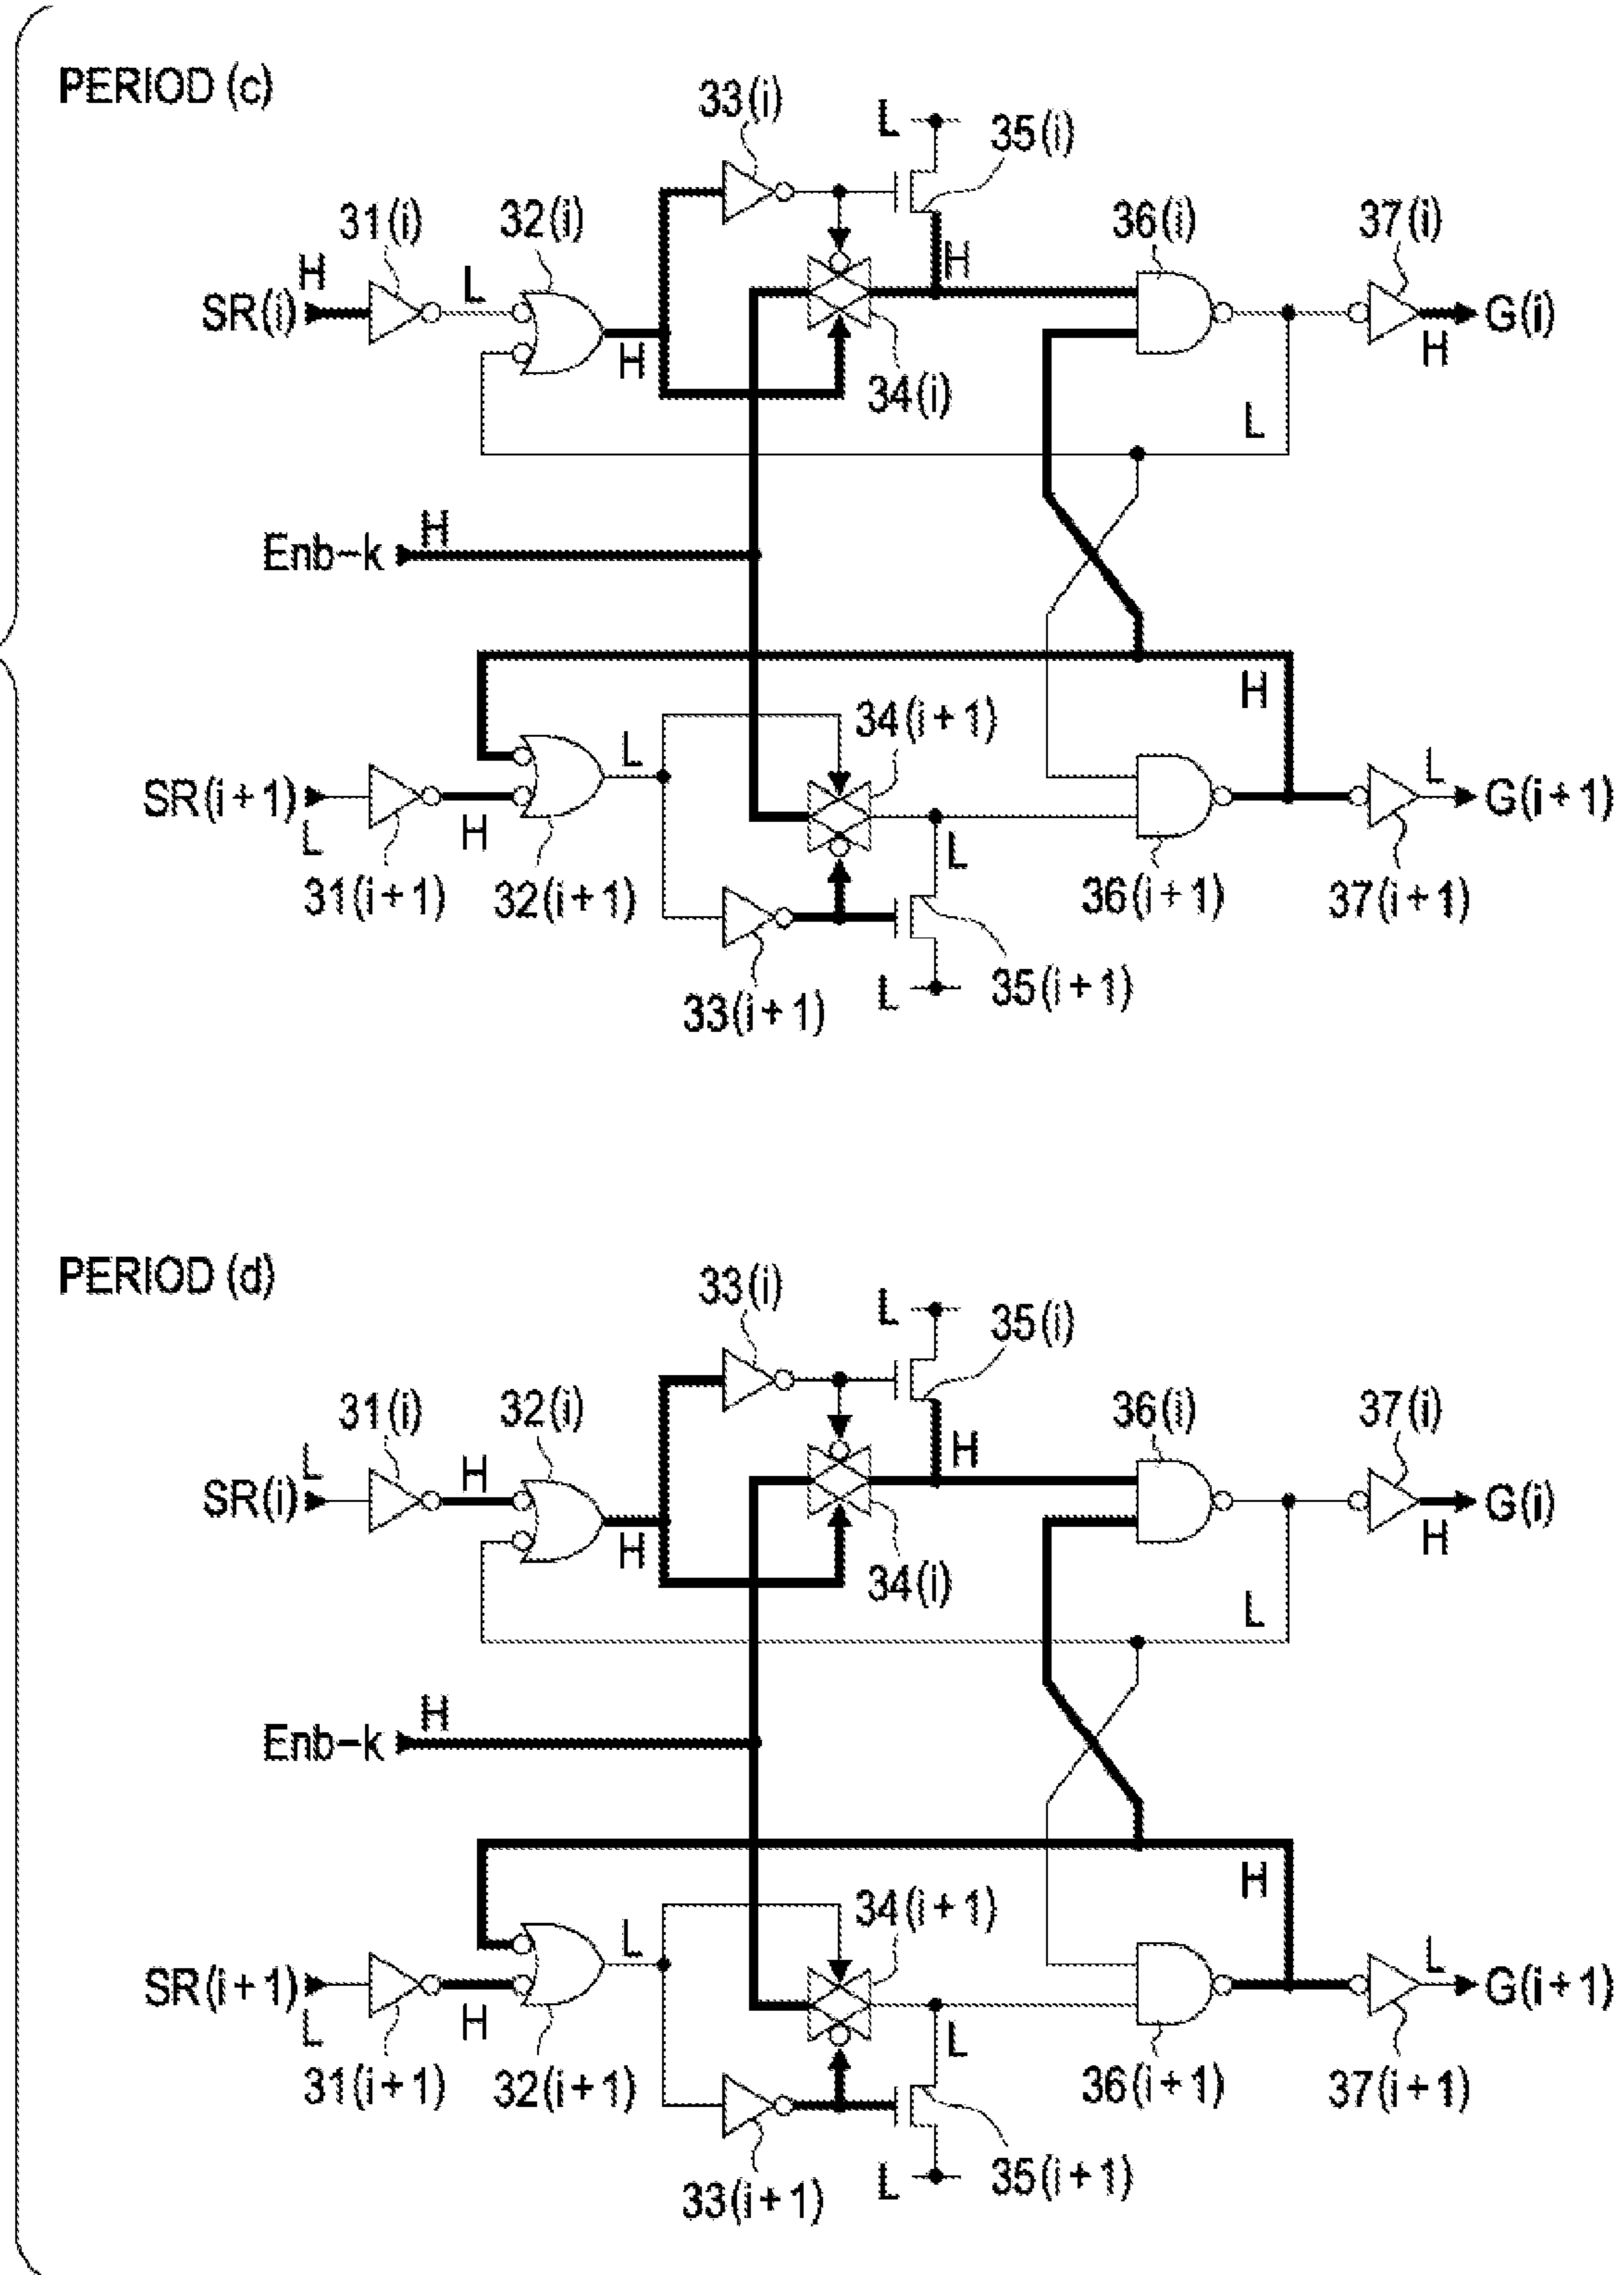 PERIOD (c)
33(i)
L
35(i)
31(i)
32(i)
36(i)
37(i)
H
L
H
SR(i)
G(i)
H
H
34(i)
L
H
Enb-k
H
34(i+1)
L
L
SR(i+1)
G(i+1)
L
H
L
31(i+1)
32(i+1)
36(i+1)
37(i+1)
33(i+1)
L
35(i+1)
PERIOD (d)
33(i)
L
35(i)
31(i)
32(i)
36(i)
37(i)
L
H
H
SR(i)
G(i)
H
H
34(i)
L
H
Enb-k
H
34(i+1)
L
L
SR(i+1)
G(i+1)
L
H
L
31(i+1)
32(i+1)
36(i+1)
37(i+1)
33(i+1)
L
35(i+1)